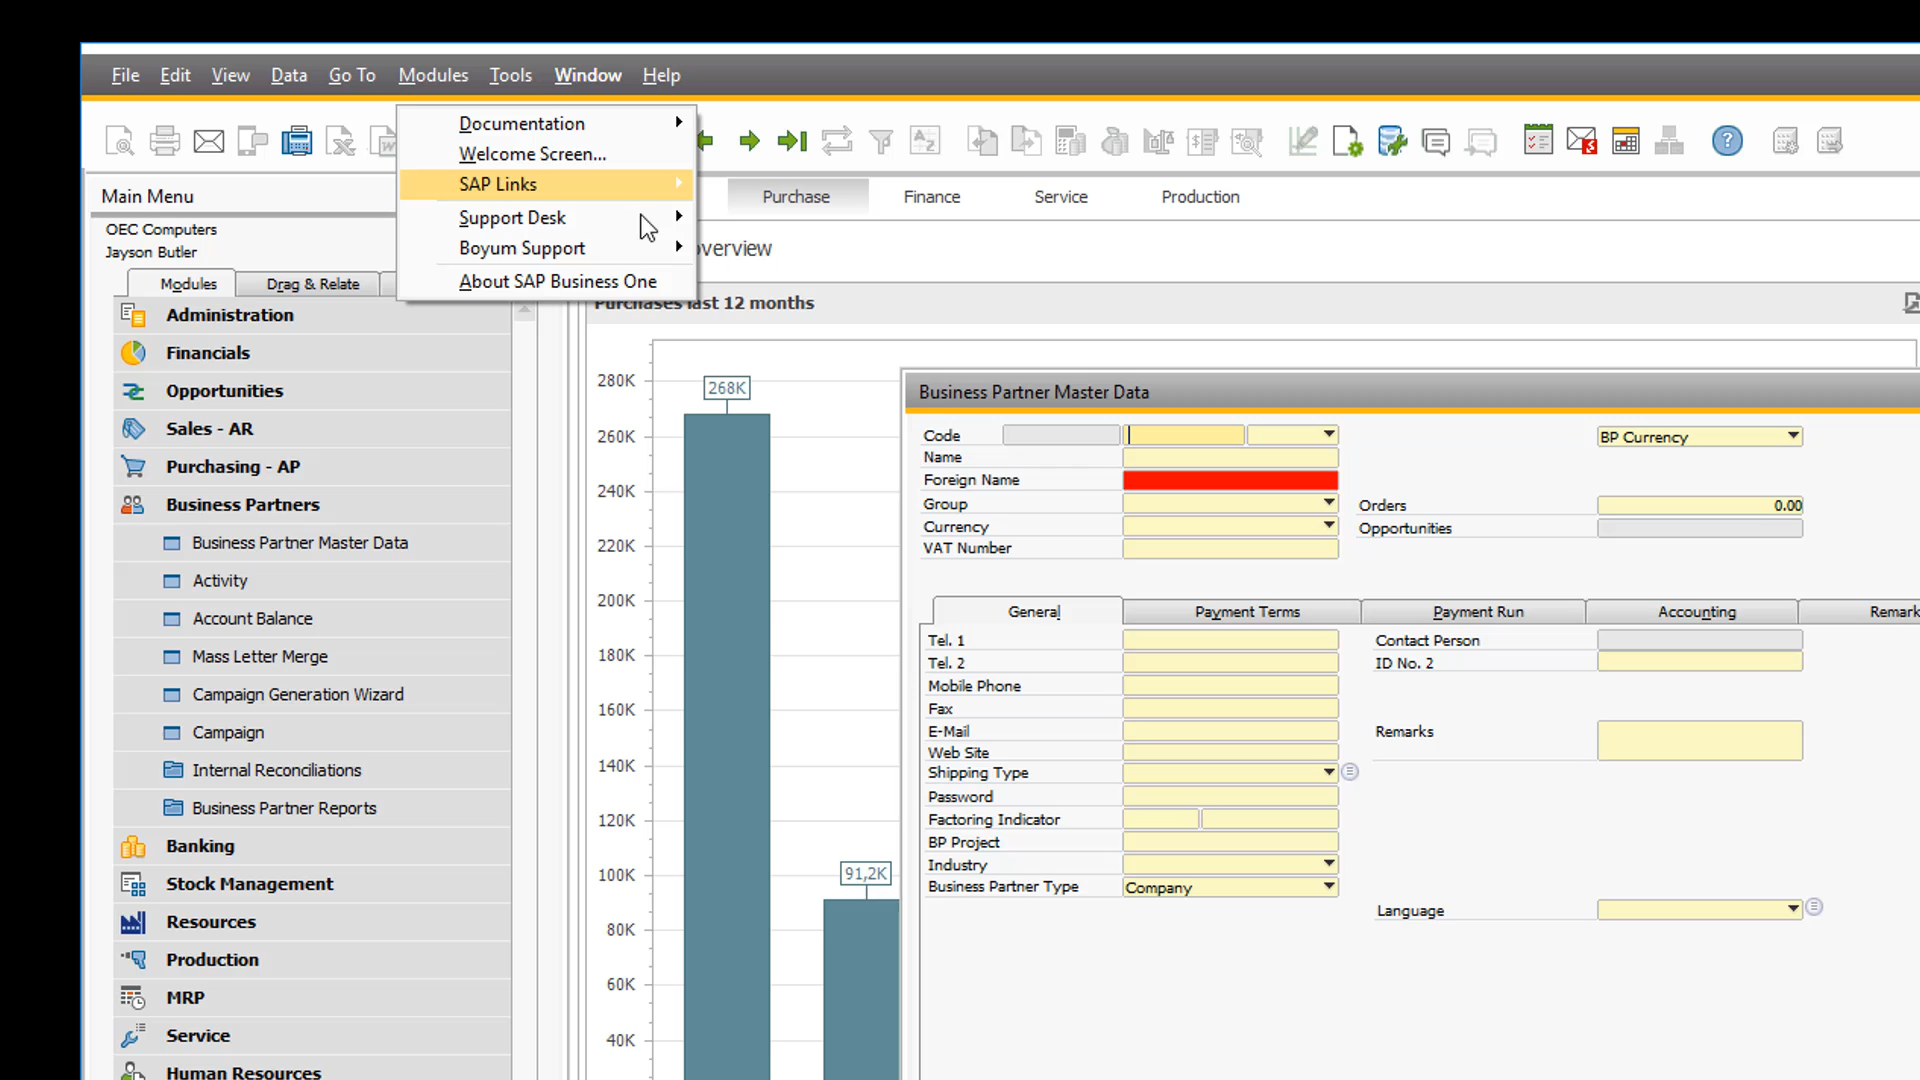 File Edit View Data Go To Modules Tools Window Help
Documentation
Welcome Screen...
SAP Links
Support Desk
Boyum Support
About SAP Business One
Main Menu
OEC Computers
Jayson Butler
Modules Drag & Relate
Administration
Financials
Opportunities
Sales - AR
Purchasing - AP
Business Partners
Business Partner Master Data
Activity
Account Balance
Mass Letter Merge
Campaign Generation Wizard
Campaign
Internal Reconciliations
Business Partner Reports
Banking
Stock Management
Resources
Production
MRP
Service
Human Resources
Purchase Finance Service Production
overview
Purchases last 12 months
280K
260K
240K
220K
200K
180K
160K
140K
120K
100K
80K
60K
40K
268K
91,2K
Business Partner Master Data
Code
Name
Foreign Name
Group
Currency
VAT Number
BP Currency
Orders 0.00
Opportunities
General Payment Terms Payment Run Accounting Remark
Tel. 1
Tel. 2
Mobile Phone
Fax
E-Mail
Web Site
Shipping Type
Password
Factoring Indicator
BP Project
Industry
Business Partner Type Company
Contact Person
ID No. 2
Remarks
Language